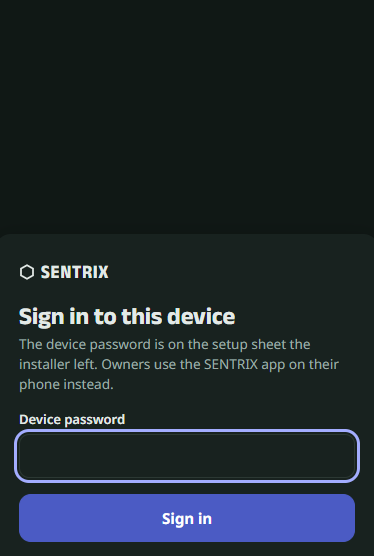 SENTRIX
Sign in to this device
The device password is on the setup sheet the
installer left. Owners use the SENTRIX app on their
phone instead.
Device password
Sign in